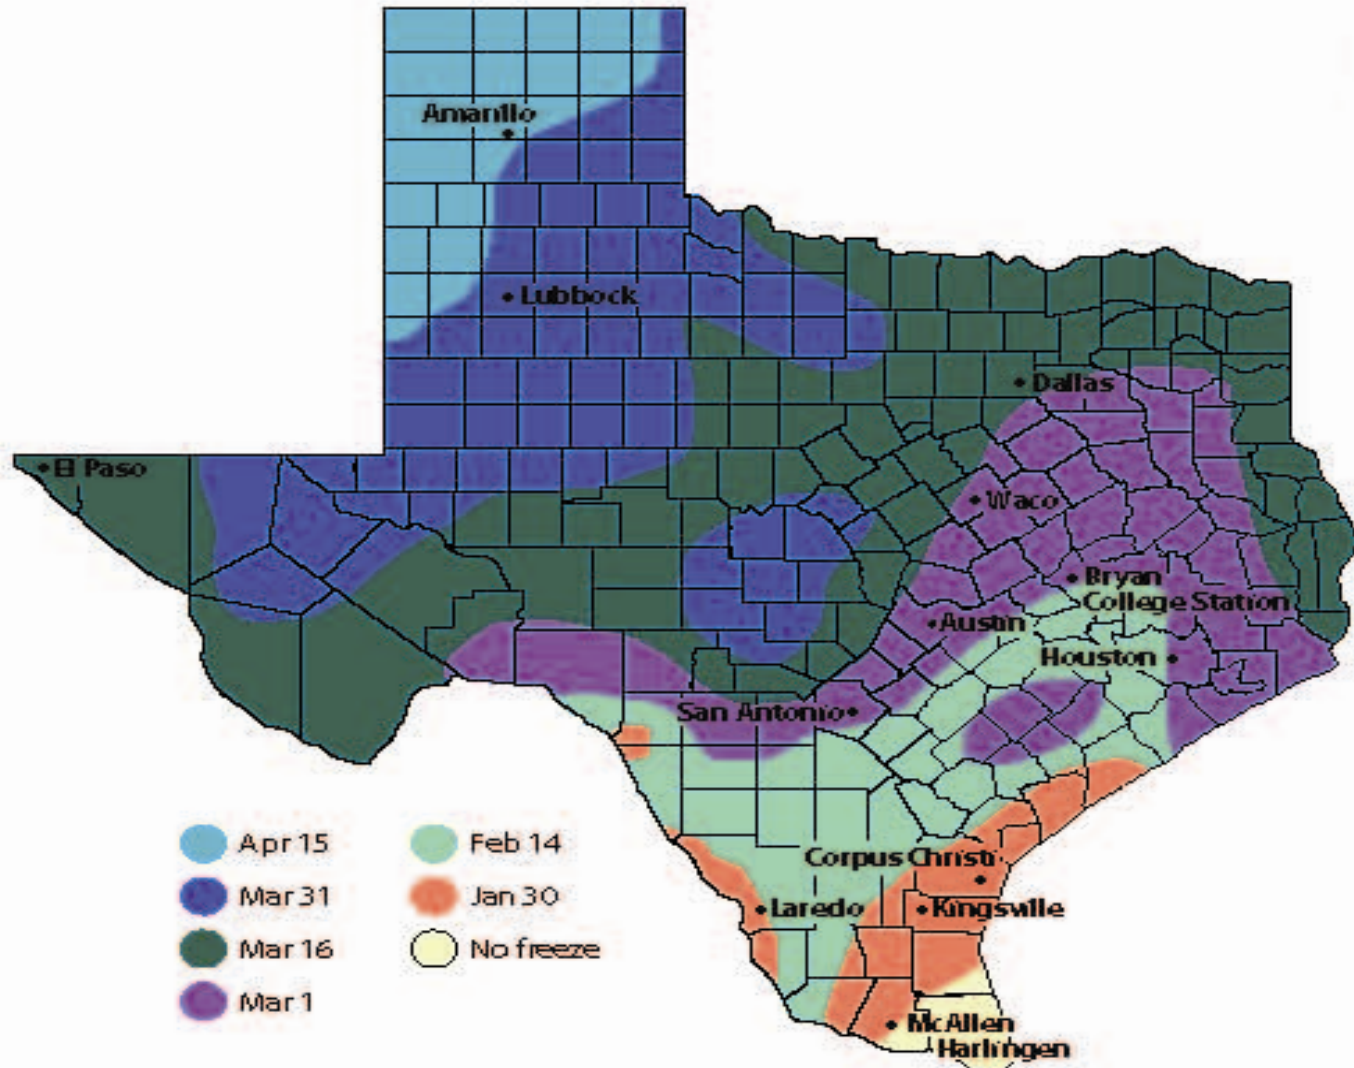 Amarillo
Lubbock
Dallas
El Paso
Waco
Bryan
College Station
Austin
Houston
San Antonio
Apr 15
Feb 14
Mar 31
Jan 30
Mar 16
No freeze
Mar 1
Corpus Christi
Laredo
Kingsville
McAllen
Harlingen